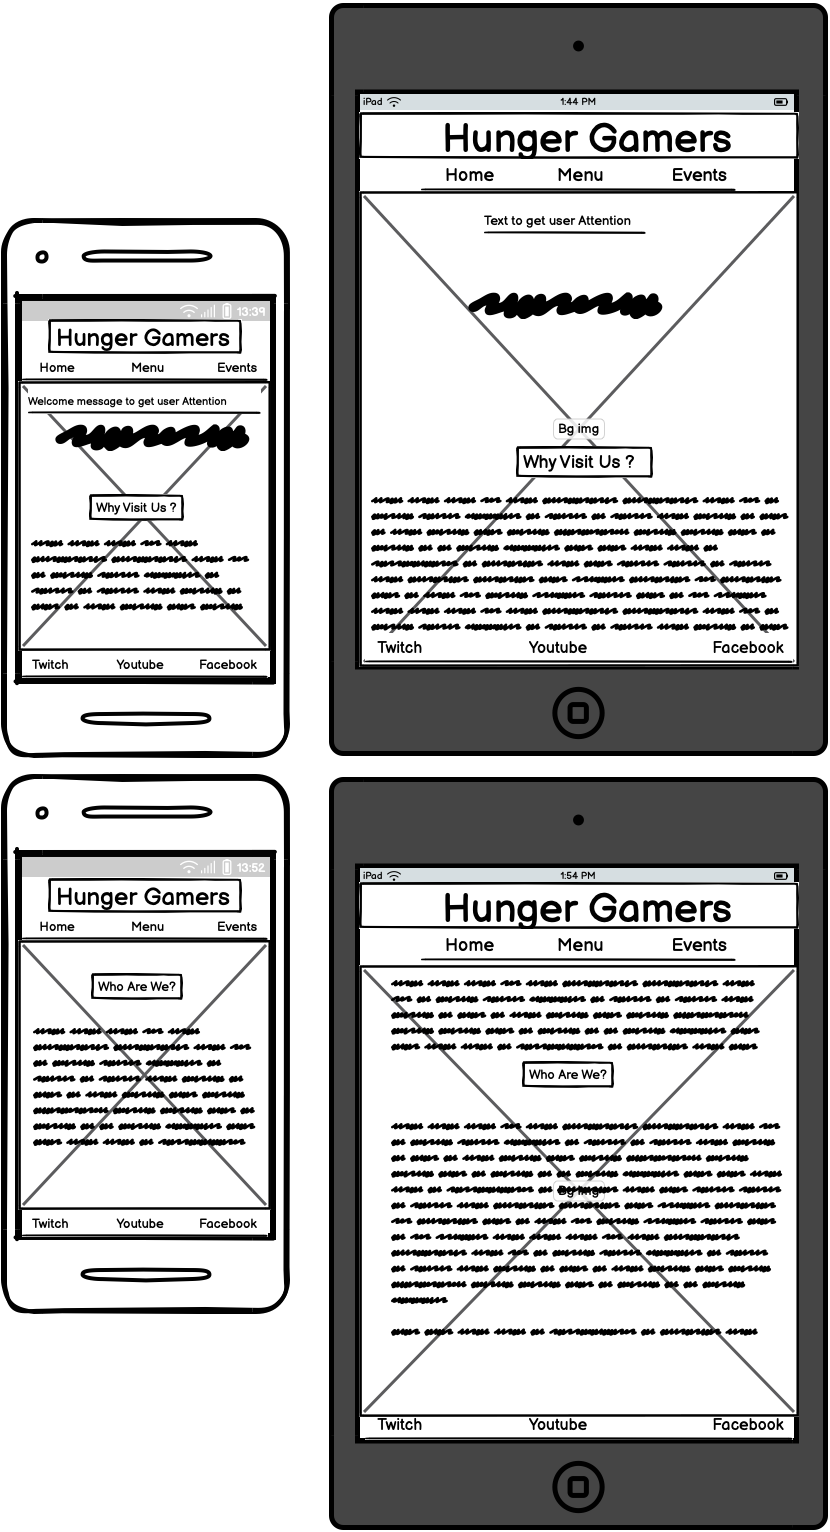 13:39
Hunger Gamers
Home Menu Events
Welcome message to get user Attention
Why Visit Us ?
Twitch Youtube Facebook
iPad 1:44 PM
Hunger Gamers
Home Menu Events
Text to get user Attention
Bg img
Why Visit Us ?
Twitch Youtube Facebook
13:52
Hunger Gamers
Home Menu Events
Who Are We?
Twitch Youtube Facebook
iPad 1:54 PM
Hunger Gamers
Home Menu Events
Who Are We?
Bg img
Twitch Youtube Facebook